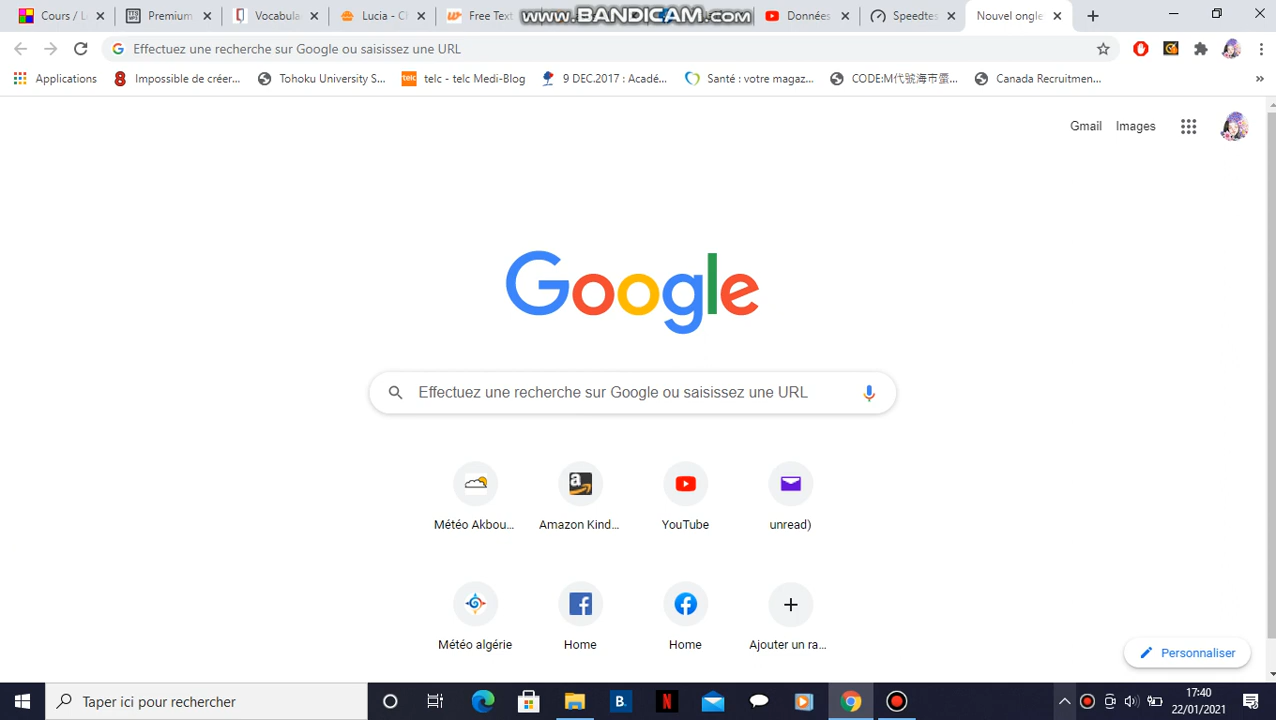 Cours : L
Premium
Vocabula
Lucia - G
Free Text
www.BANDICAM.com
Données
Speedtes
Nouvel ongle
Effectuez une recherche sur Google ou saisissez une URL
Applications
Impossible de créer...
Tohoku University S...
telc
telc - telc Medi-Blog
9 DEC.2017 : Acadé...
Santé : votre magaz...
CODE:M代號海市蜃...
Canada Recruitmen...
Gmail Images
Google
Effectuez une recherche sur Google ou saisissez une URL
Météo Akbou...
Amazon Kind...
YouTube
unread)
Météo algérie
Home
Home
Ajouter un ra...
Personnaliser
Taper ici pour rechercher
17:40
22/01/2021